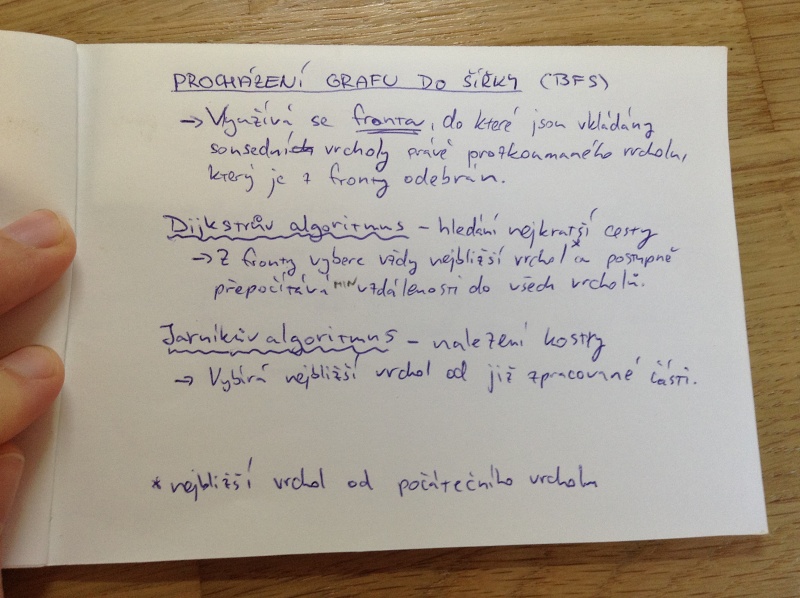 PROCHÁZENÍ GRAFU DO ŠÍŘKY (BFS)
→ Využívá se fronta, do které jsou vkládány
sousední vrcholy právě prozkoumaného vrcholu,
který je z fronty odebrán.
Dijkstrův algoritmus – hledání nejkratší cesty
→ Z fronty vybere vždy nejbližší vrchol* a postupně
přepočítává MIN vzdálenosti do všech vrcholů.
Jarníkův algoritmus – nalezení kostry
→ Vybírá nejbližší vrchol od již zpracované části.
* nejbližší vrchol od počátečního vrcholu